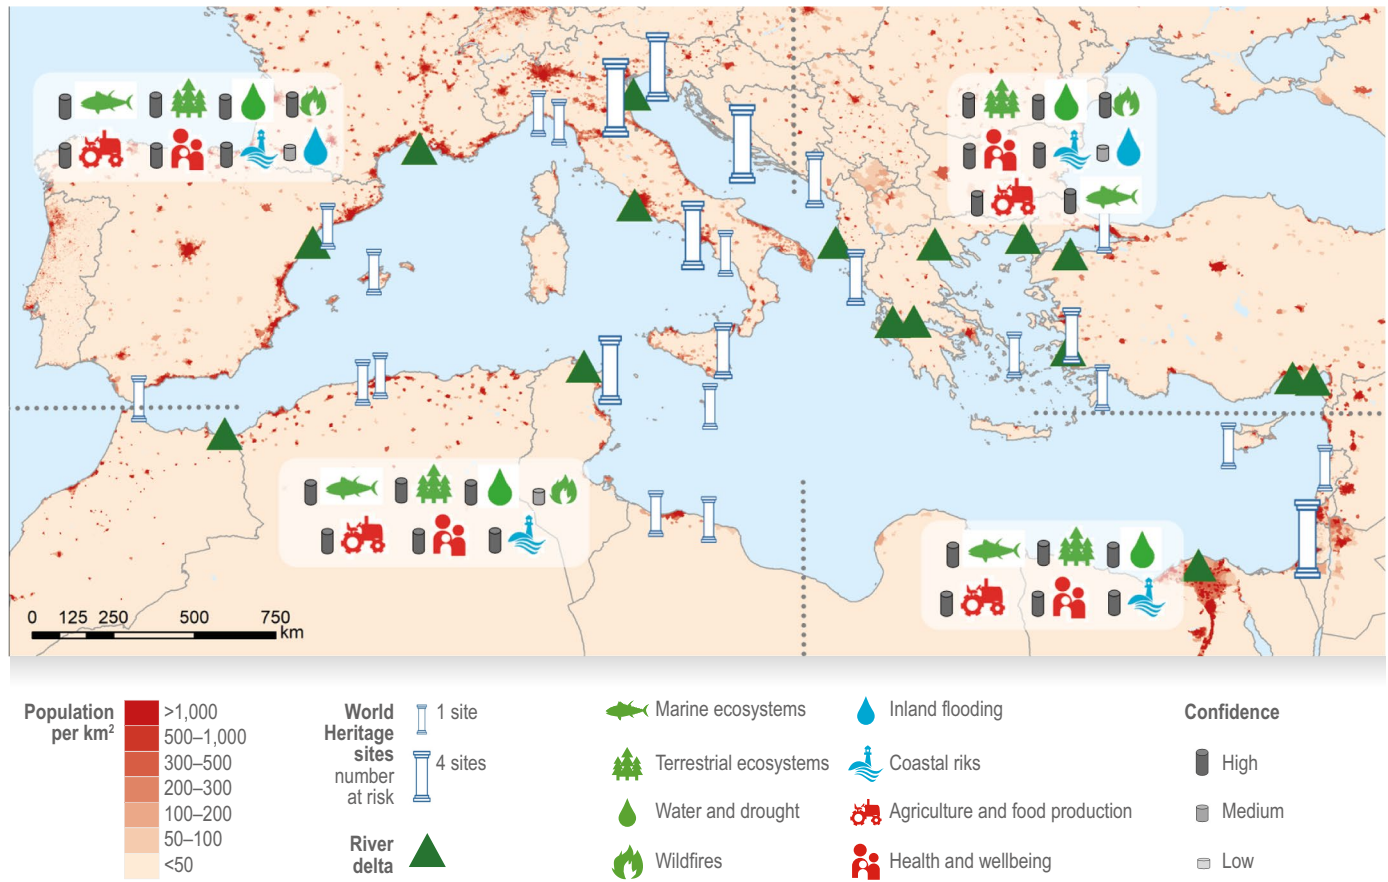 0 125 250 500 750
km
Population
per km²
>1,000
500–1,000
300–500
200–300
100–200
50–100
<50
World
Heritage
sites
number
at risk
1 site
4 sites
River
delta
Marine ecosystems
Terrestrial ecosystems
Water and drought
Wildfires
Inland flooding
Coastal riks
Agriculture and food production
Health and wellbeing
Confidence
High
Medium
Low